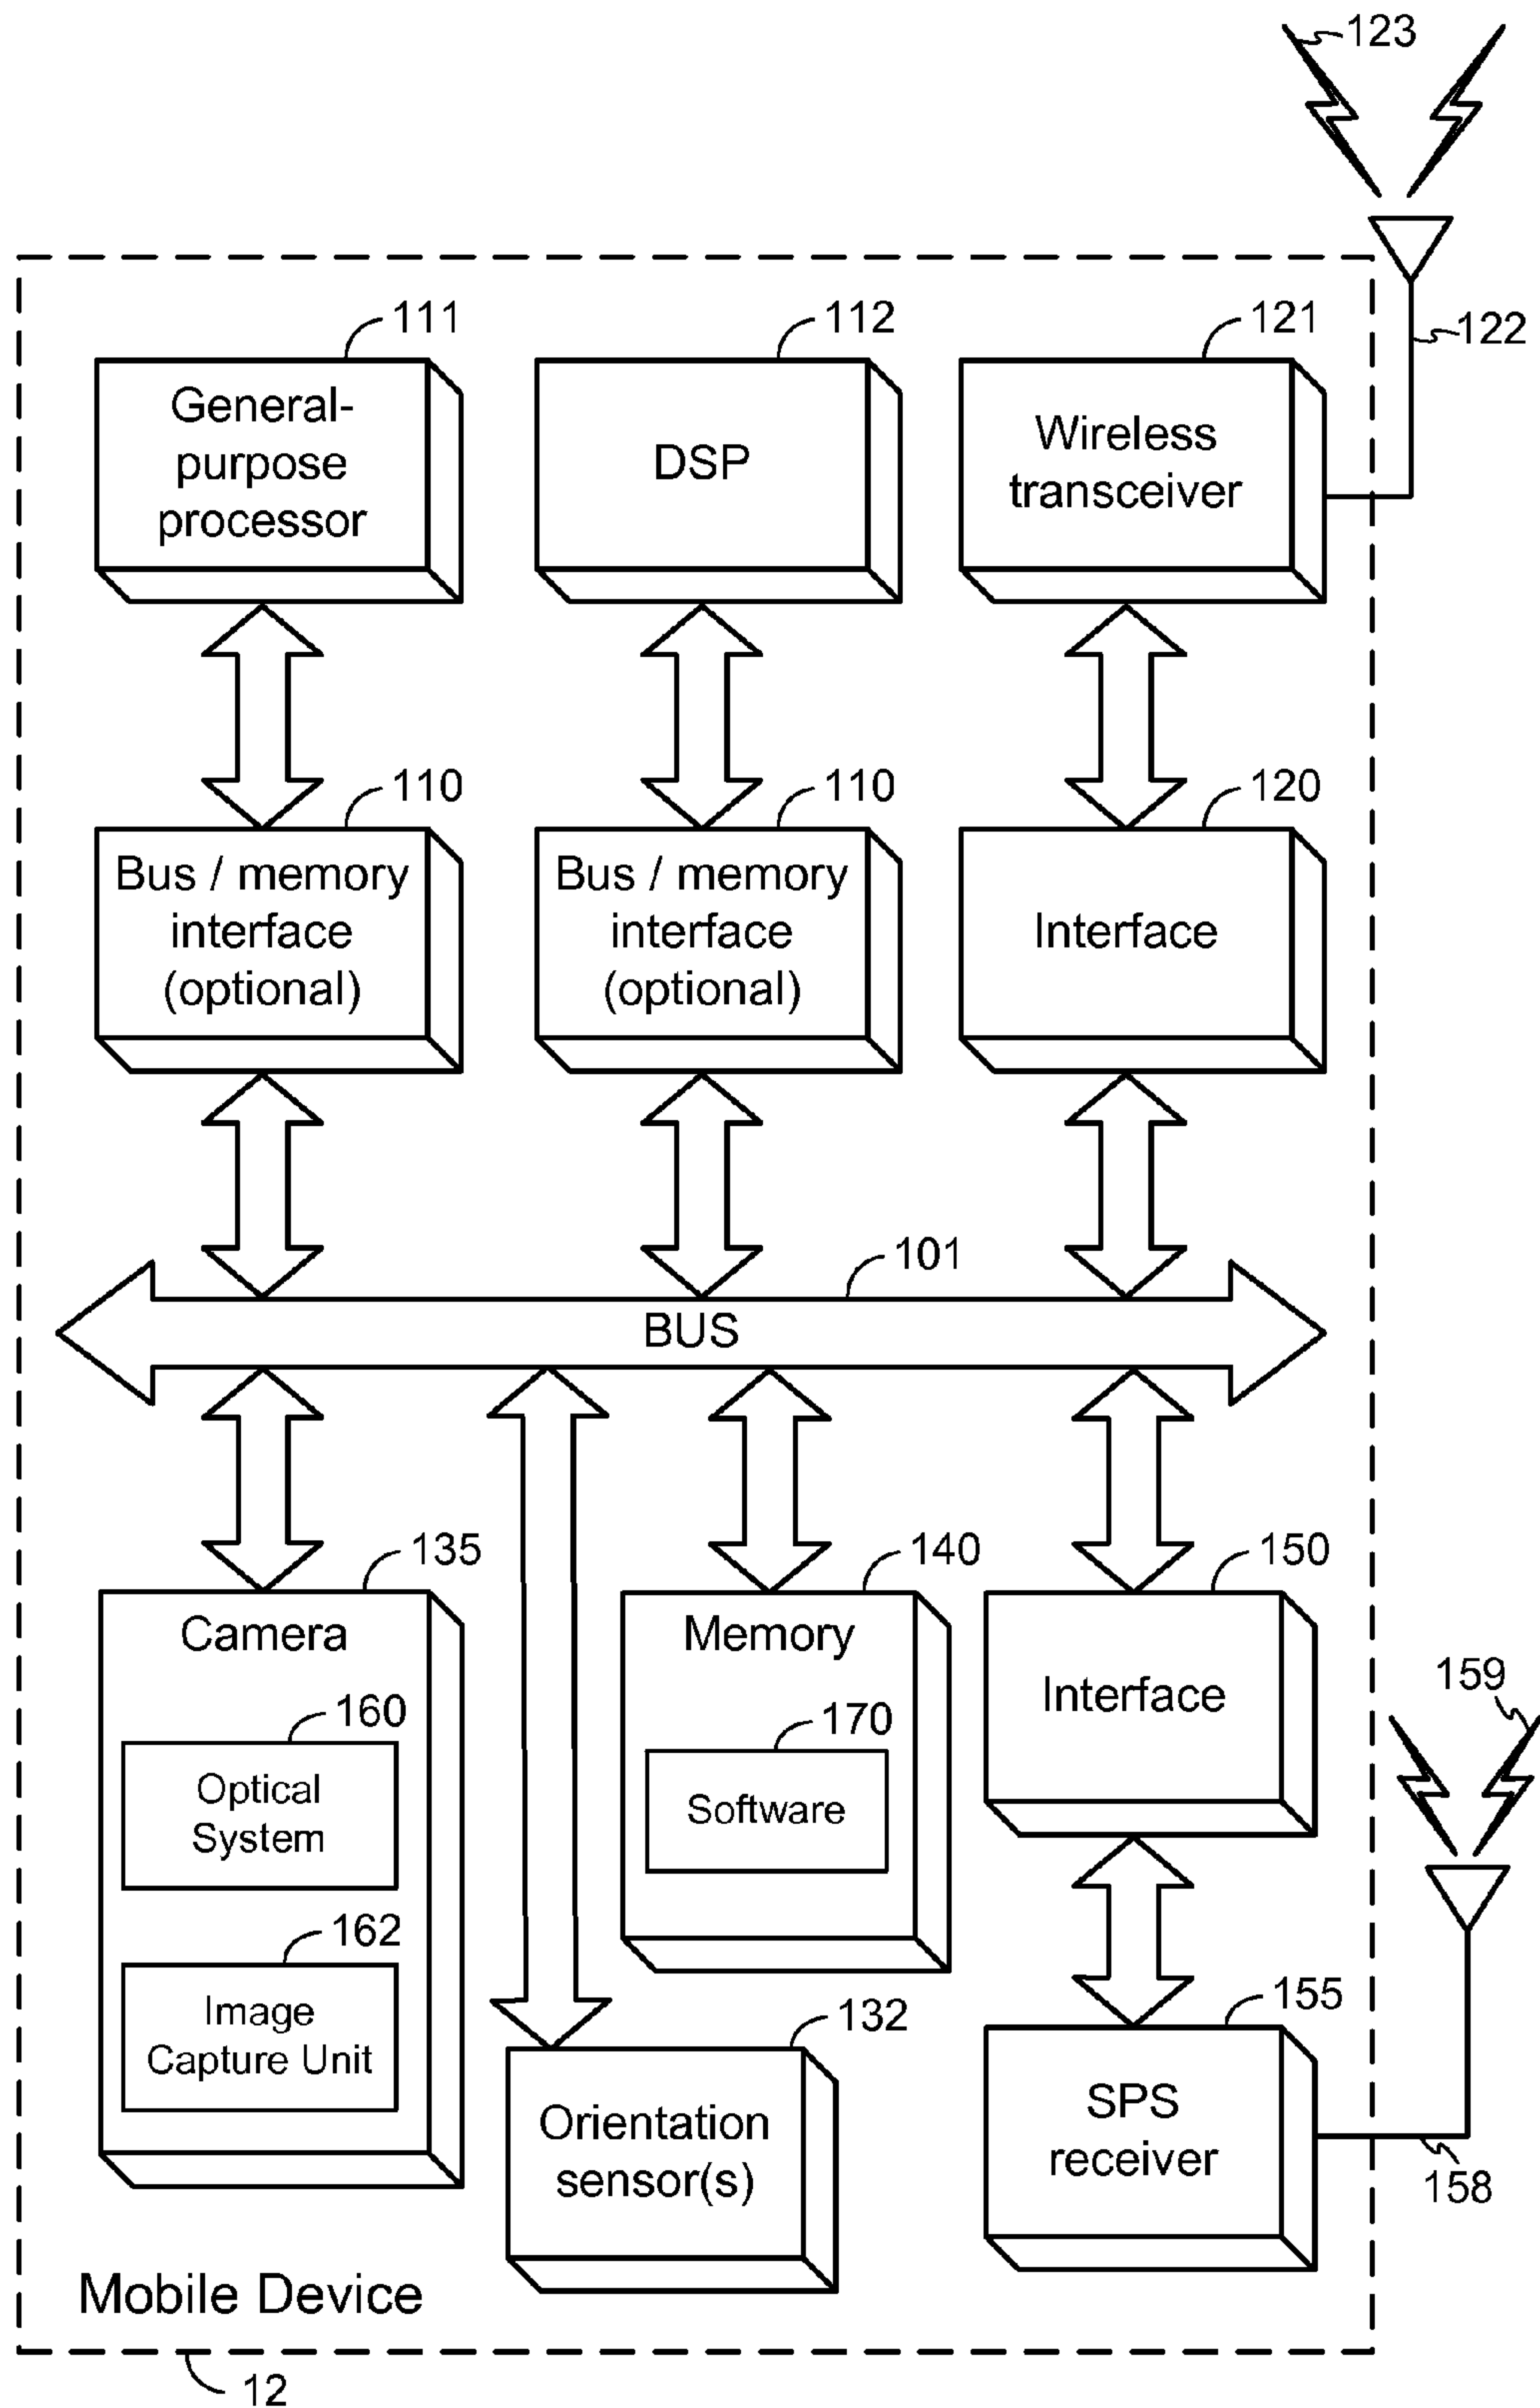 123
122
111
112
121
General-
purpose
processor
DSP
Wireless
transceiver
110
110
120
Bus / memory
interface
(optional)
Bus / memory
interface
(optional)
Interface
101
BUS
135
140
150
Camera
Memory
Interface
160
Optical
System
170
Software
159
162
Image
Capture Unit
132
155
Orientation
sensor(s)
SPS
receiver
158
Mobile Device
12